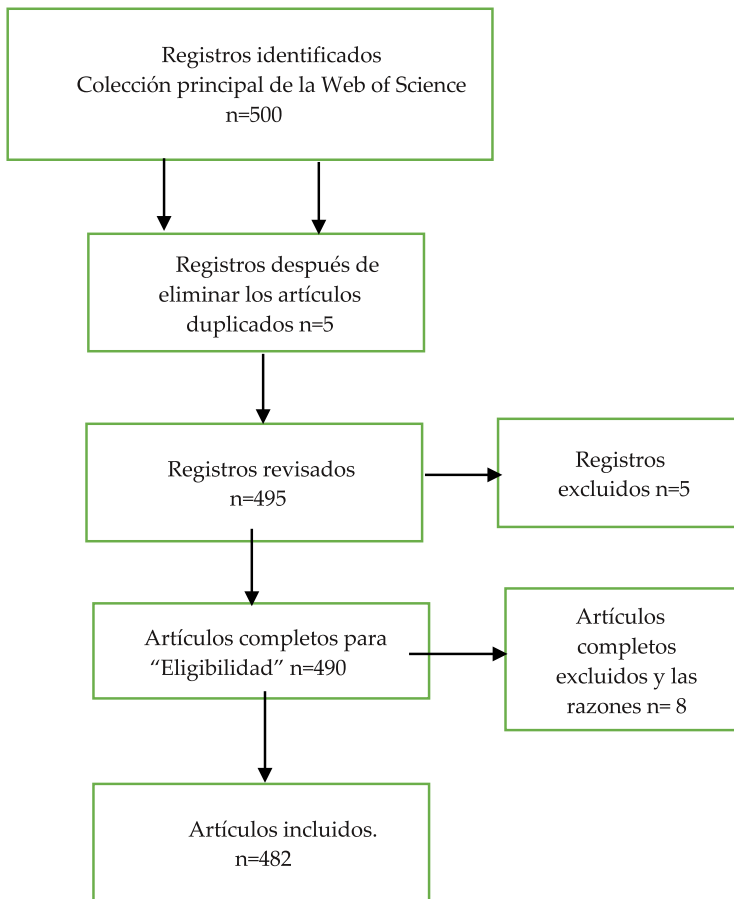 Registros identificados
Colección principal de la Web of Science
n=500
Registros después de
eliminar los artículos
duplicados n=5
Registros revisados
n=495
Registros
excluidos n=5
Artículos completos para
“Eligibilidad” n=490
Artículos
completos
excluidos y las
razones n= 8
Artículos incluidos.
n=482